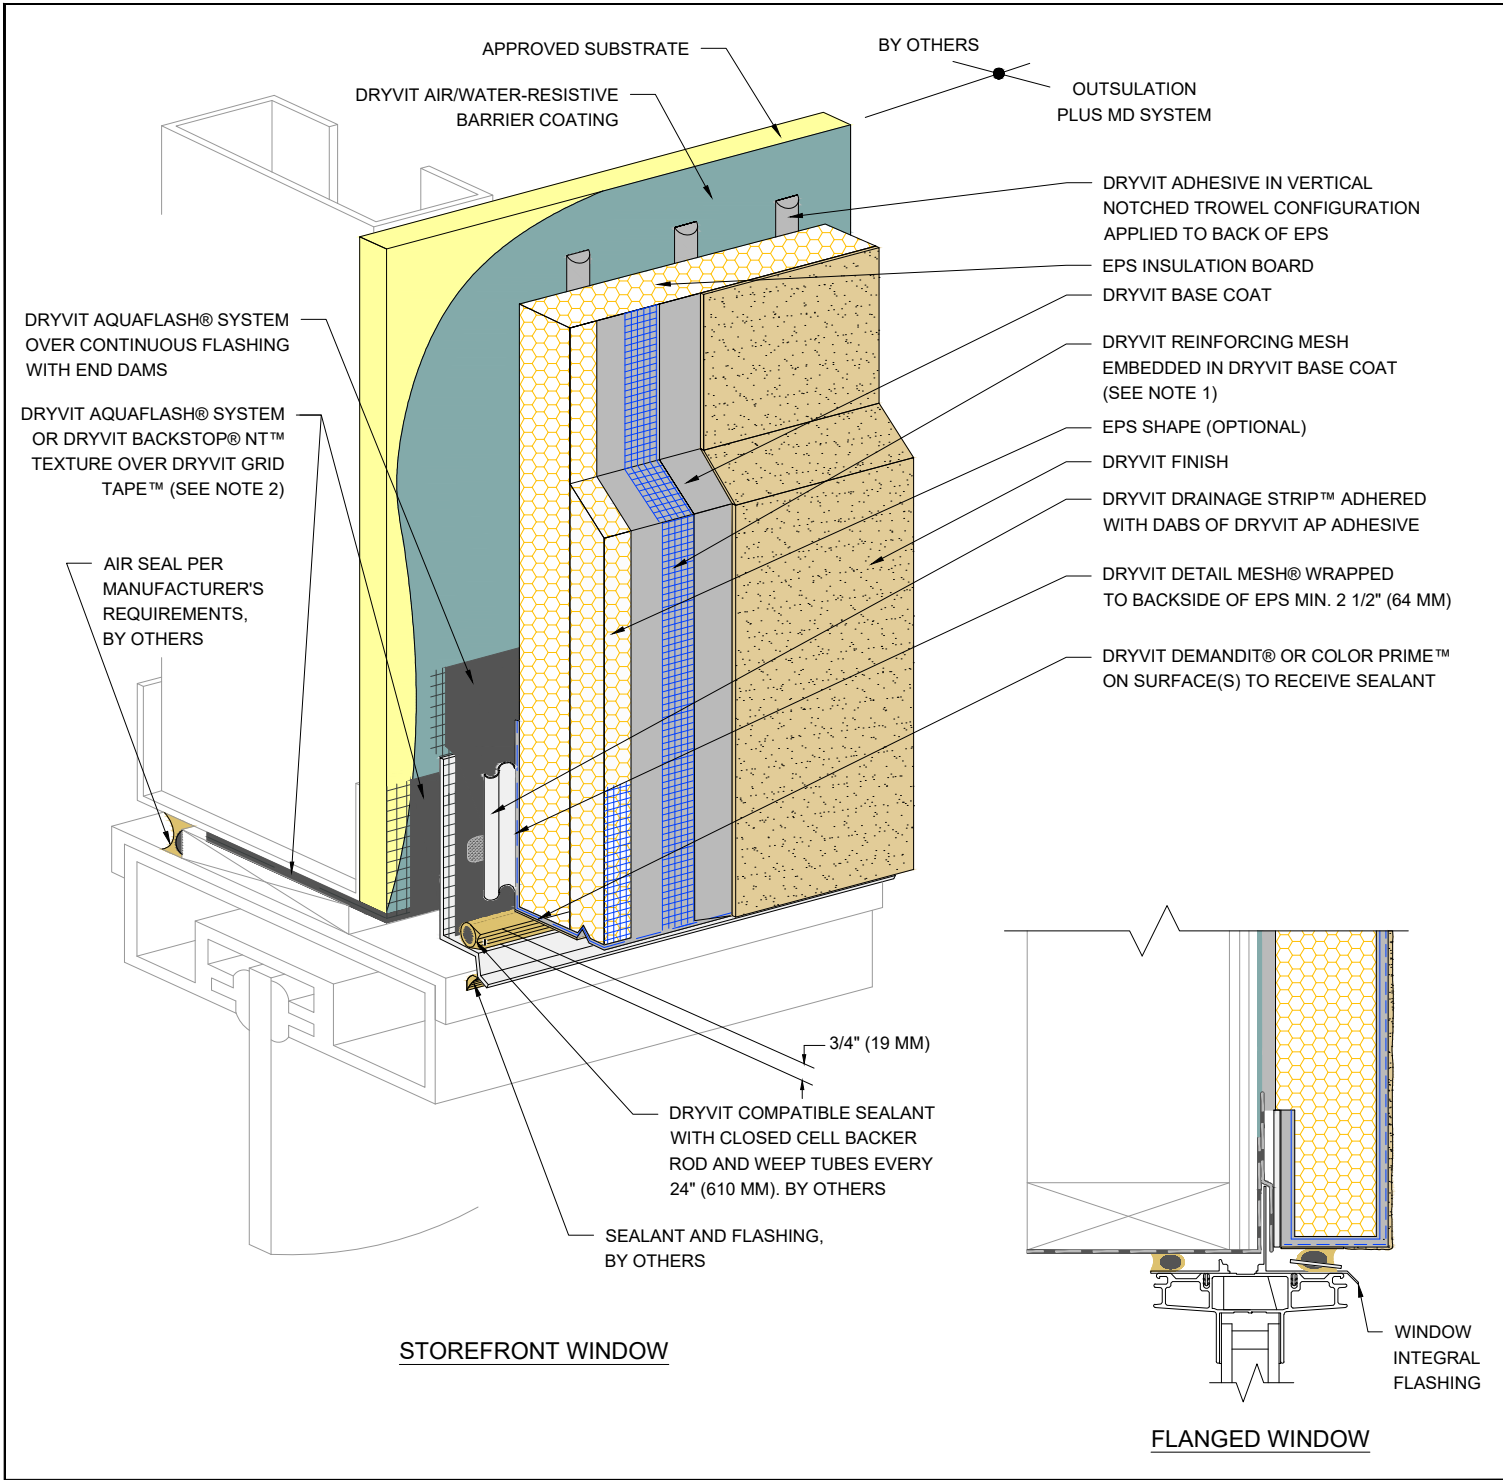 APPROVED SUBSTRATE
BY OTHERS
DRYVIT AIR/WATER-RESISTIVE
BARRIER COATING
OUTSULATION
PLUS MD SYSTEM
DRYVIT ADHESIVE IN VERTICAL
NOTCHED TROWEL CONFIGURATION
APPLIED TO BACK OF EPS
EPS INSULATION BOARD
DRYVIT BASE COAT
DRYVIT REINFORCING MESH
EMBEDDED IN DRYVIT BASE COAT
(SEE NOTE 1)
EPS SHAPE (OPTIONAL)
DRYVIT FINISH
DRYVIT DRAINAGE STRIP™ ADHERED
WITH DABS OF DRYVIT AP ADHESIVE
DRYVIT DETAIL MESH® WRAPPED
TO BACKSIDE OF EPS MIN. 2 1/2" (64 MM)
DRYVIT DEMANDIT® OR COLOR PRIME™
ON SURFACE(S) TO RECEIVE SEALANT
DRYVIT AQUAFLASH® SYSTEM
OVER CONTINUOUS FLASHING
WITH END DAMS
DRYVIT AQUAFLASH® SYSTEM
OR DRYVIT BACKSTOP® NT™
TEXTURE OVER DRYVIT GRID
TAPE™ (SEE NOTE 2)
AIR SEAL PER
MANUFACTURER'S
REQUIREMENTS,
BY OTHERS
3/4" (19 MM)
DRYVIT COMPATIBLE SEALANT
WITH CLOSED CELL BACKER
ROD AND WEEP TUBES EVERY
24" (610 MM). BY OTHERS
SEALANT AND FLASHING,
BY OTHERS
STOREFRONT WINDOW
WINDOW
INTEGRAL
FLASHING
FLANGED WINDOW